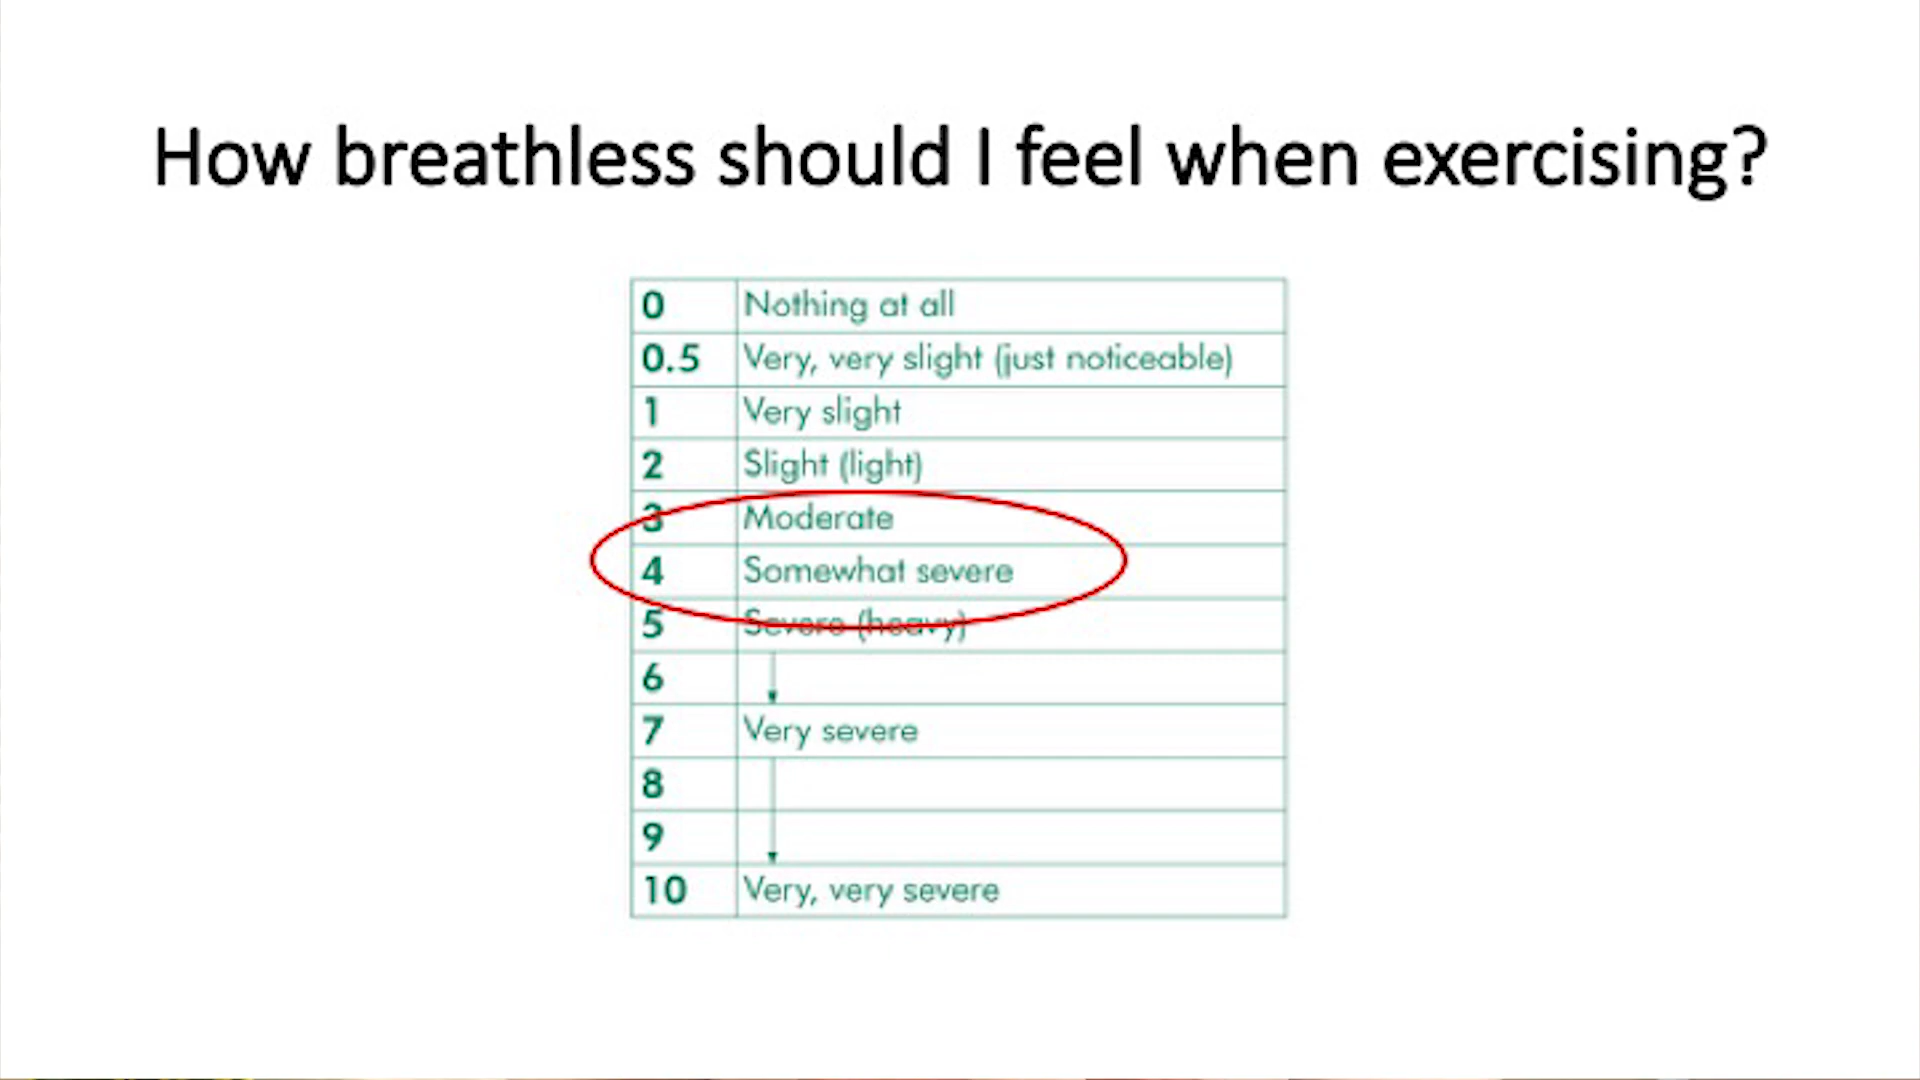 How breathless should I feel when exercising?
0 Nothing at all
0.5 Very, very slight (just noticeable)
1 Very slight
2 Slight (light)
3 Moderate
4 Somewhat severe
5 Severe (heavy)
6
7 Very severe
8
9
10 Very, very severe